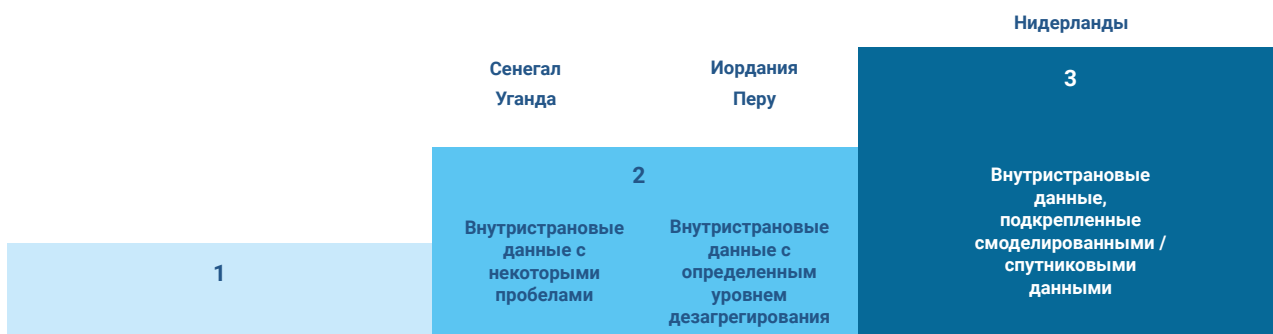 1
Сенегал
Уганда
Иордания
Перу
2
Внутристрановые
данные с
некоторыми
пробелами
Внутристрановые
данные с
определенным
уровнем
дезагрегирования
Нидерланды
3
Внутристрановые
данные,
подкрепленные
смоделированными /
спутниковыми
данными